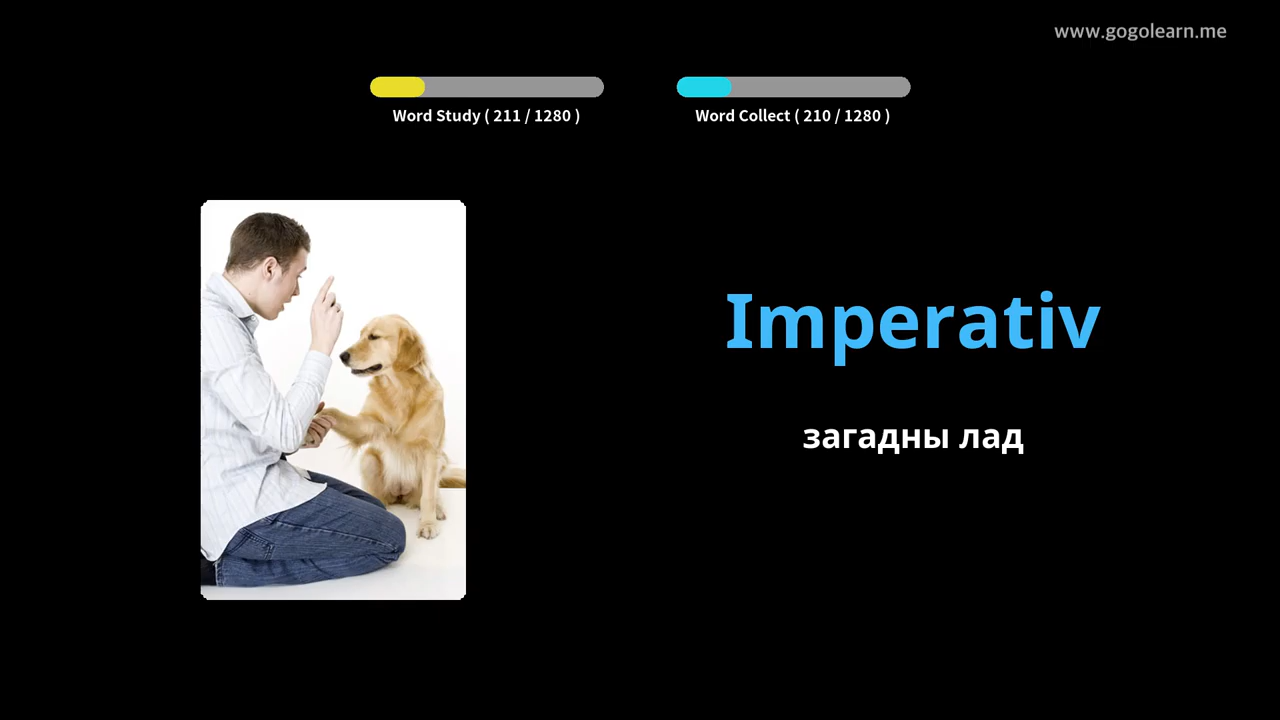 www.gogolearn.me
Word Study ( 211 / 1280 )
Word Collect ( 210 / 1280 )
Imperativ
загадны лад